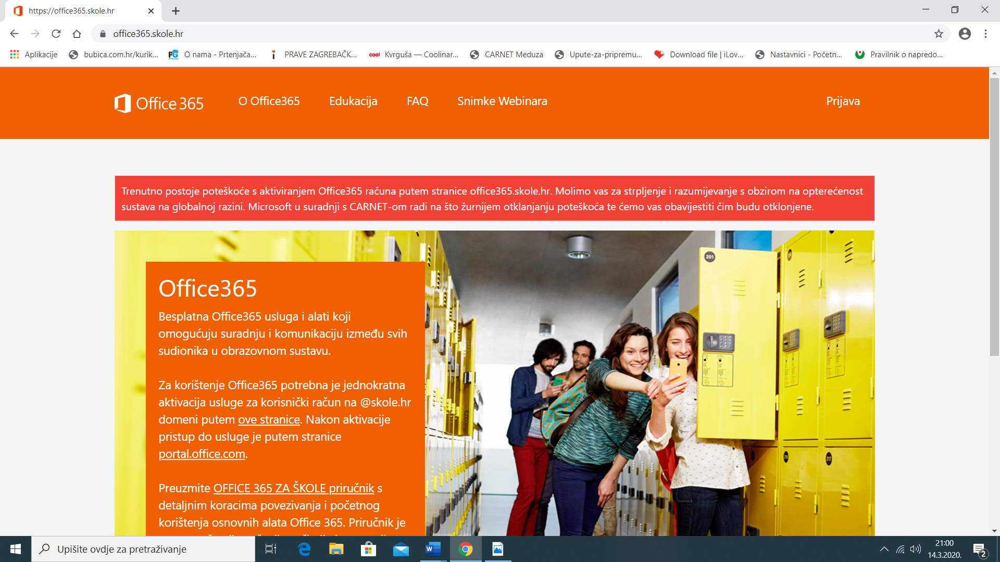 https://office365.skole.hr
office365.skole.hr
Aplikacije
bubica.com.hr/kurik...
O nama - Prtenjača...
PRAVE ZAGREBAČK...
cool
Kvrguša — Coolinar...
CARNET Meduza
Upute-za-pripremu...
Download file | iLov...
Nastavnici - Početn...
Pravilnik o napredo...
Office 365
O Office365
Edukacija
FAQ
Snimke Webinara
Prijava
Trenutno postoje poteškoće s aktiviranjem Office365 računa putem stranice office365.skole.hr. Molimo vas za strpljenje i razumijevanje s obzirom na opterećenost
sustava na globalnoj razini. Microsoft u suradnji s CARNET-om radi na što žurnijem otklanjanju poteškoća te ćemo vas obavijestiti čim budu otklonjene.
201
Office365
Besplatna Office365 usluga i alati koji
omogućuju suradnju i komunikaciju između svih
sudionika u obrazovnom sustavu.
Za korištenje Office365 potrebna je jednokratna
aktivacija usluge za korisnički račun na @skole.hr
domeni putem ove stranice. Nakon aktivacije
pristup do usluge je putem stranice
portal.office.com.
217
Preuzmite OFFICE 365 ZA ŠKOLE priručnik s
detaljnim koracima povezivanja i početnog
korištenja osnovnih alata Office 365. Priručnik je
Upišite ovdje za pretraživanje
21:00
14.3.2020.
2